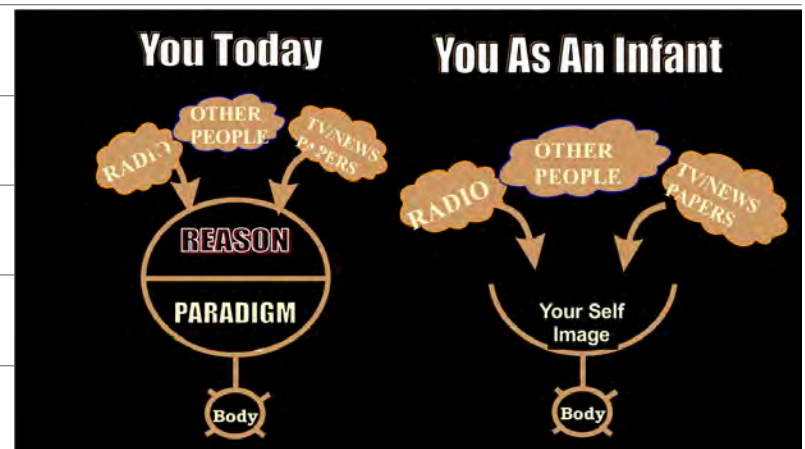 You Today
You As An Infant
RADIO
OTHER
PEOPLE
TV/NEWS
PAPERS
REASON
PARADIGM
Body
RADIO
OTHER
PEOPLE
TV/NEWS
PAPERS
Your Self
Image
Body